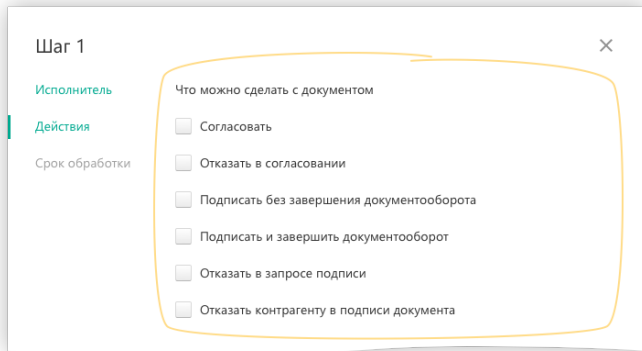 Шаг 1
Исполнитель
Действия
Срок обработки
Что можно сделать с документом
Согласовать
Отказать в согласовании
Подписать без завершения документооборота
Подписать и завершить документооборот
Отказать в запросе подписи
Отказать контрагенту в подписи документа